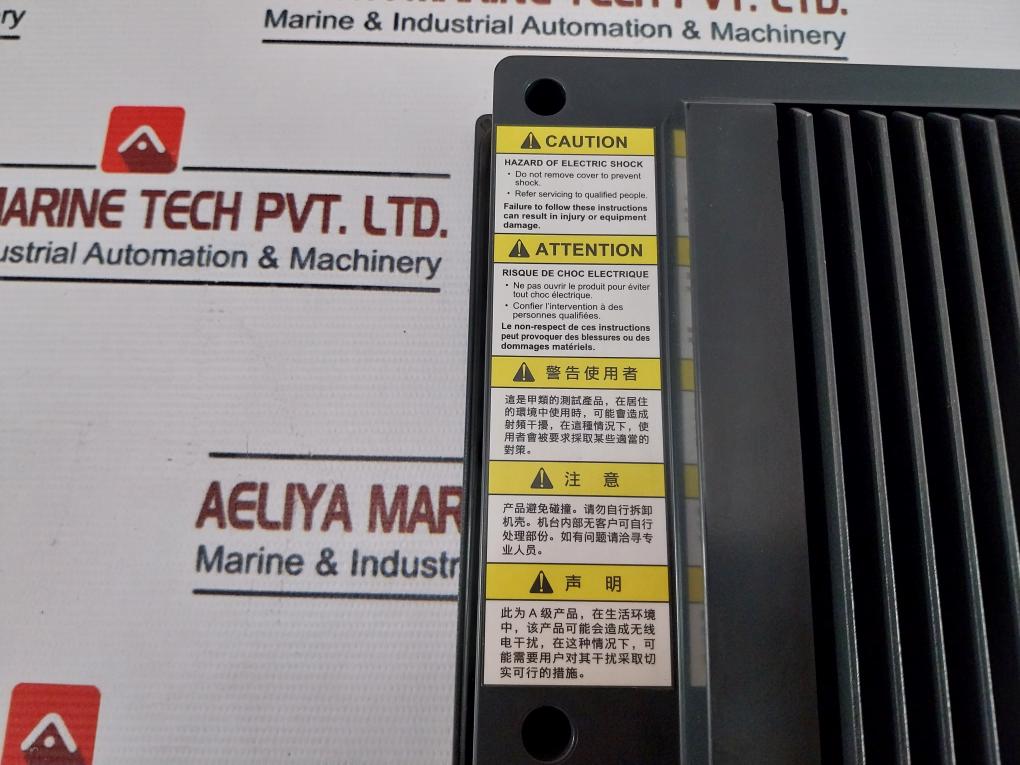 TECH PVT. LTD.
Marine & Industrial Automation & Machinery
MARINE TECH PVT. LTD.
Industrial Automation & Machinery
AELIYA MAR
Marine & Industr
CAUTION
HAZARD OF ELECTRIC SHOCK
• Do not remove cover to prevent
shock.
• Refer servicing to qualified people.
Failure to follow these instructions
can result in injury or equipment
damage.
ATTENTION
RISQUE DE CHOC ELECTRIQUE
• Ne pas ouvrir le produit pour éviter
tout choc électrique.
• Confier l'intervention à des
personnes qualifiées.
Le non-respect de ces instructions
peut provoquer des blessures ou des
dommages matériels.
警告使用者
這是甲類的測試產品，在居住
的環境中使用時，可能會造成
射頻干擾，在這種情況下，使
用者會被要求採取某些適當的
對策。
注 意
产品避免碰撞。请勿自行拆卸
机壳。机台内部无客户可自行
处理部份。如有问题请洽寻专
业人员。
声 明
此为 A 级产品，在生活环境
中，该产品可能会造成无线
电干扰，在这种情况下，可
能需要用户对其干扰采取切
实可行的措施。